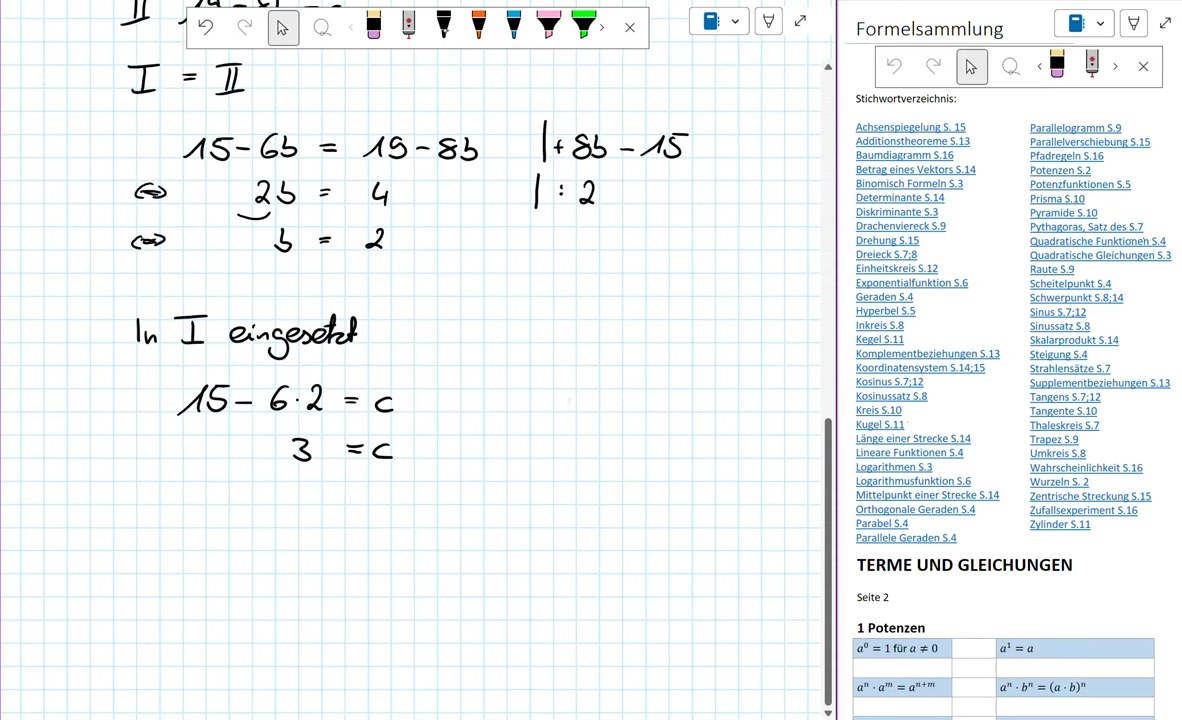 II
I = II
15 - 6b = 19 - 8b | + 8b - 15
⇔ 2b = 4 | : 2
⇔ b = 2
In I eingesetzt
15 - 6 · 2 = c
3 = c
Formelsammlung
Stichwortverzeichnis:
Achsenspiegelung S. 15
Additionstheoreme S.13
Baumdiagramm S.16
Betrag eines Vektors S.14
Binomisch Formeln S.3
Determinante S.14
Diskriminante S.3
Drachenviereck S.9
Drehung S.15
Dreieck S.7;8
Einheitskreis S.12
Exponentialfunktion S.6
Geraden S.4
Hyperbel S.5
Inkreis S.8
Kegel S.11
Komplementbeziehungen S.13
Koordinatensystem S.14;15
Kosinus S.7;12
Kosinussatz S.8
Kreis S.10
Kugel S.11
Länge einer Strecke S.14
Lineare Funktionen S.4
Logarithmen S.3
Logarithmusfunktion S.6
Mittelpunkt einer Strecke S.14
Orthogonale Geraden S.4
Parabel S.4
Parallele Geraden S.4
Parallelogramm S.9
Parallelverschiebung S.15
Pfadregeln S.16
Potenzen S.2
Potenzfunktionen S.5
Prisma S.10
Pyramide S.10
Pythagoras, Satz des S.7
Quadratische Funktionen S.4
Quadratische Gleichungen S.3
Raute S.9
Scheitelpunkt S.4
Schwerpunkt S.8;14
Sinus S.7;12
Sinussatz S.8
Skalarprodukt S.14
Steigung S.4
Strahlensätze S.7
Supplementbeziehungen S.13
Tangens S.7;12
Tangente S.10
Thaleskreis S.7
Trapez S.9
Umkreis S.8
Wahrscheinlichkeit S.16
Wurzeln S. 2
Zentrische Streckung S.15
Zufallsexperiment S.16
Zylinder S.11
TERME UND GLEICHUNGEN
Seite 2
1 Potenzen
a⁰ = 1 für a ≠ 0
a¹ = a
aⁿ · aᵐ = aⁿ⁺ᵐ
aⁿ · bⁿ = (a · b)ⁿ